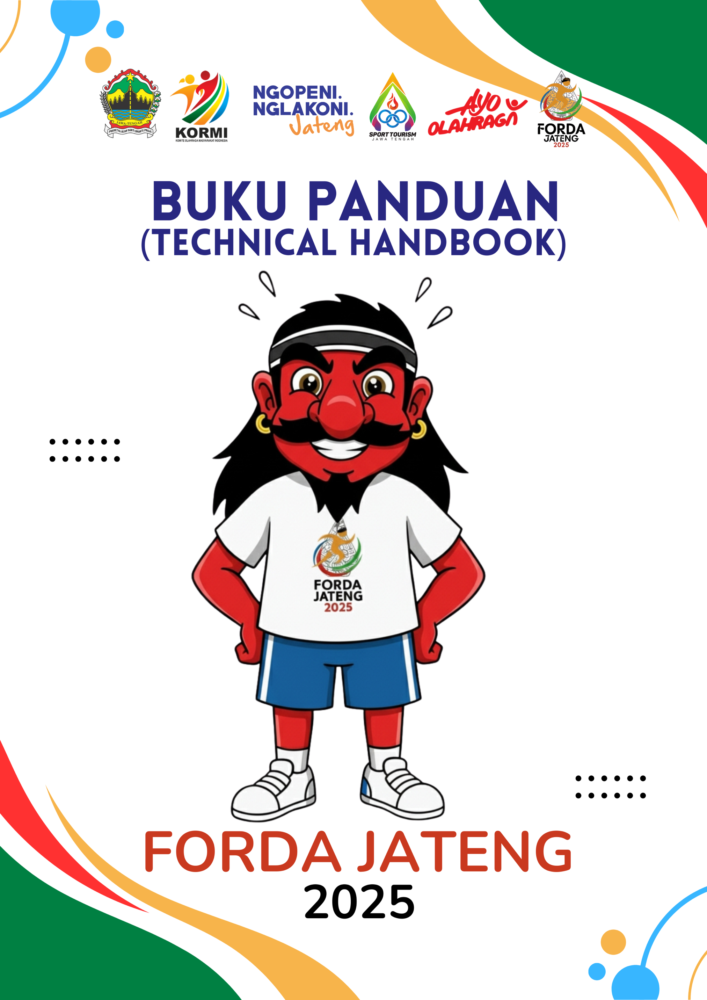 JAWA-TENGAH
PRASETYA ULAH SAKTI BHAKTI PRAJA
KORMI
KOMITE OLAHRAGA MASYARAKAT INDONESIA
NGOPENI.
NGLAKONI.
Jateng
SPORT TOURISM
JAWA TENGAH
AYO
OLAHRAGA
FORDA
JATENG
2025
BUKU PANDUAN
(TECHNICAL HANDBOOK)
FORDA
JATENG
2025
FORDA JATENG
2025